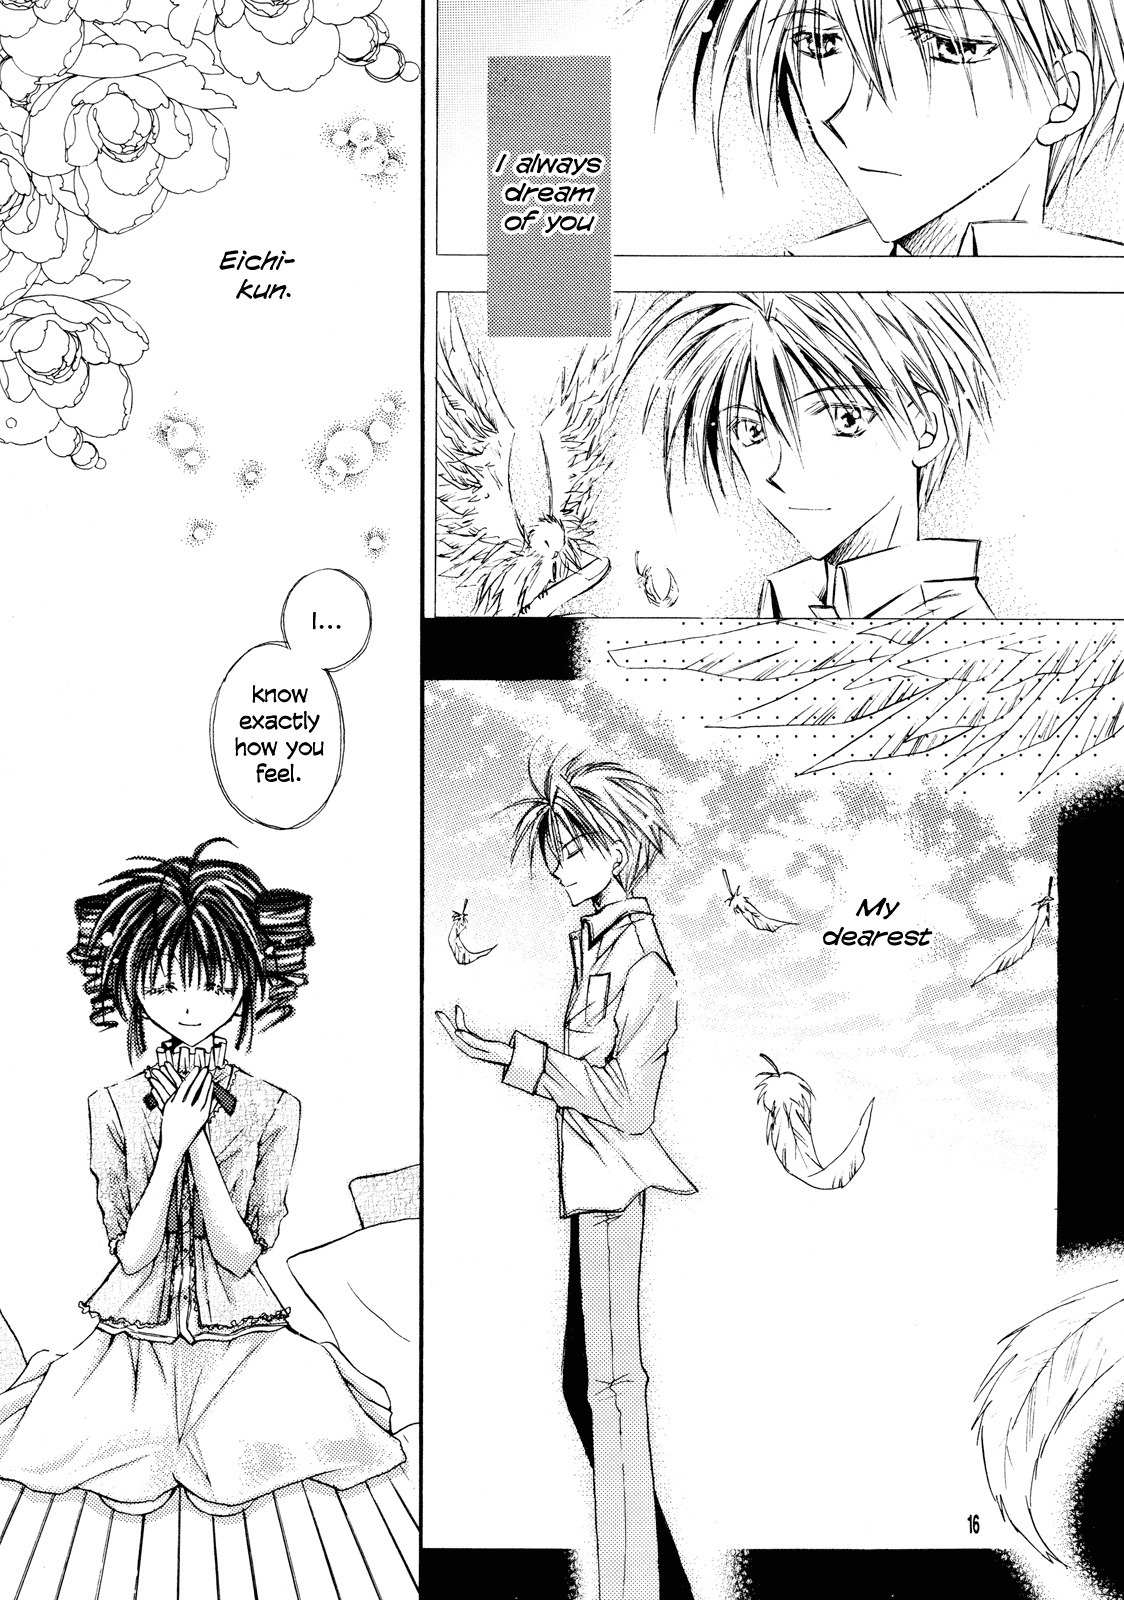 I always
dream
of you
My
dearest
Eichi-
kun.
I...
know
exactly
how you
feel.
16